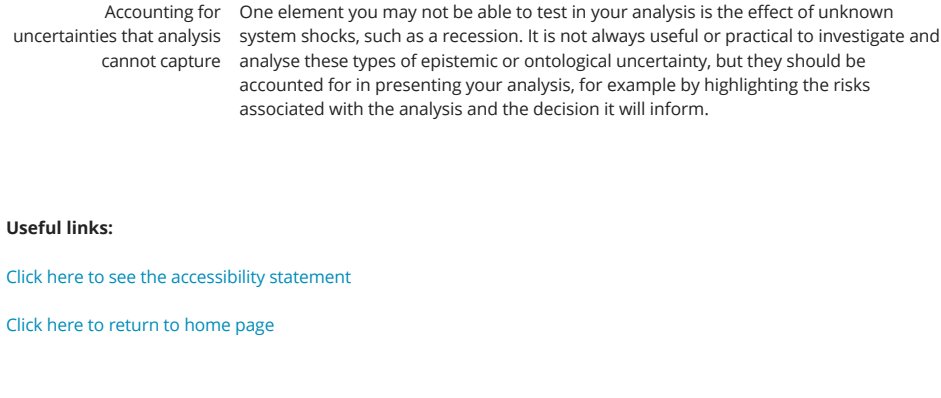 Accounting for
uncertainties that analysis
cannot capture
One element you may not be able to test in your analysis is the effect of unknown
system shocks, such as a recession. It is not always useful or practical to investigate and
analyse these types of epistemic or ontological uncertainty, but they should be
accounted for in presenting your analysis, for example by highlighting the risks
associated with the analysis and the decision it will inform.
Useful links:
Click here to see the accessibility statement
Click here to return to home page